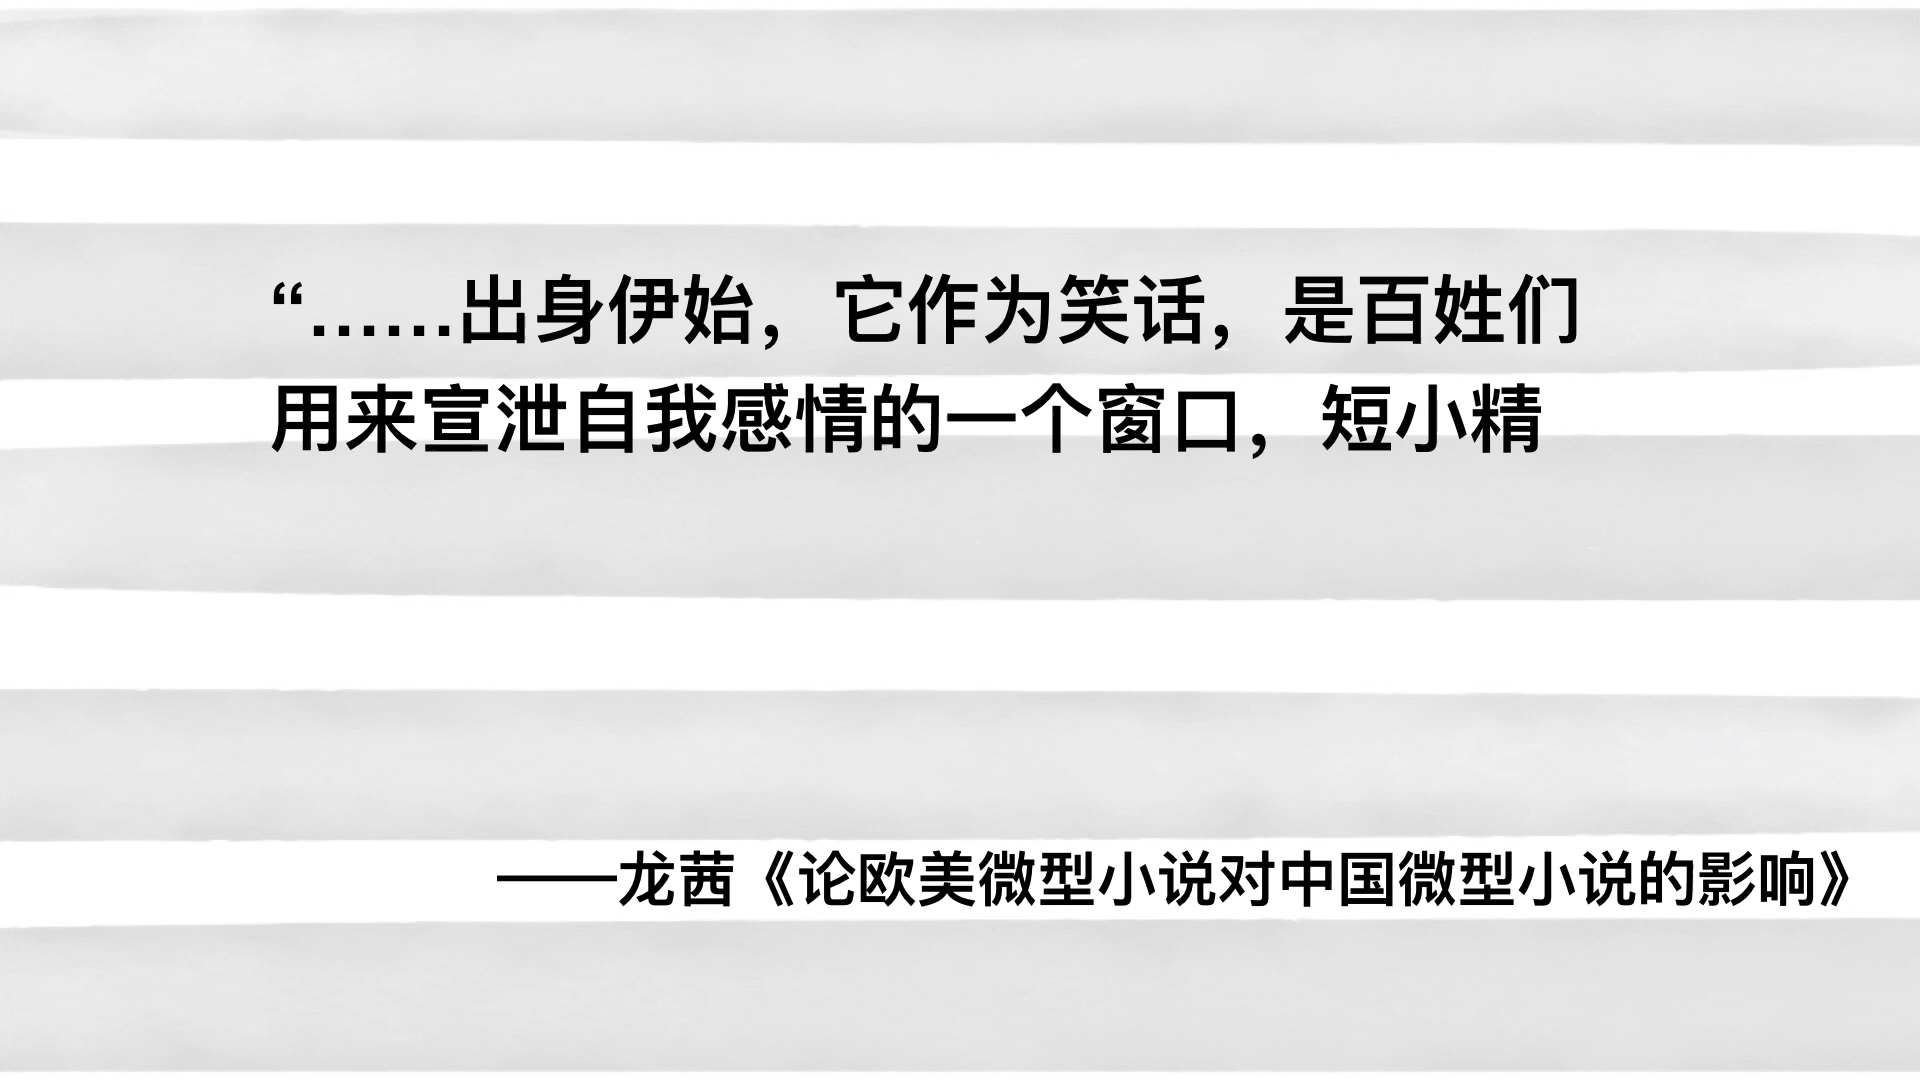 “……出身伊始，它作为笑话，是百姓们
用来宣泄自我感情的一个窗口，短小精
——龙茜《论欧美微型小说对中国微型小说的影响》